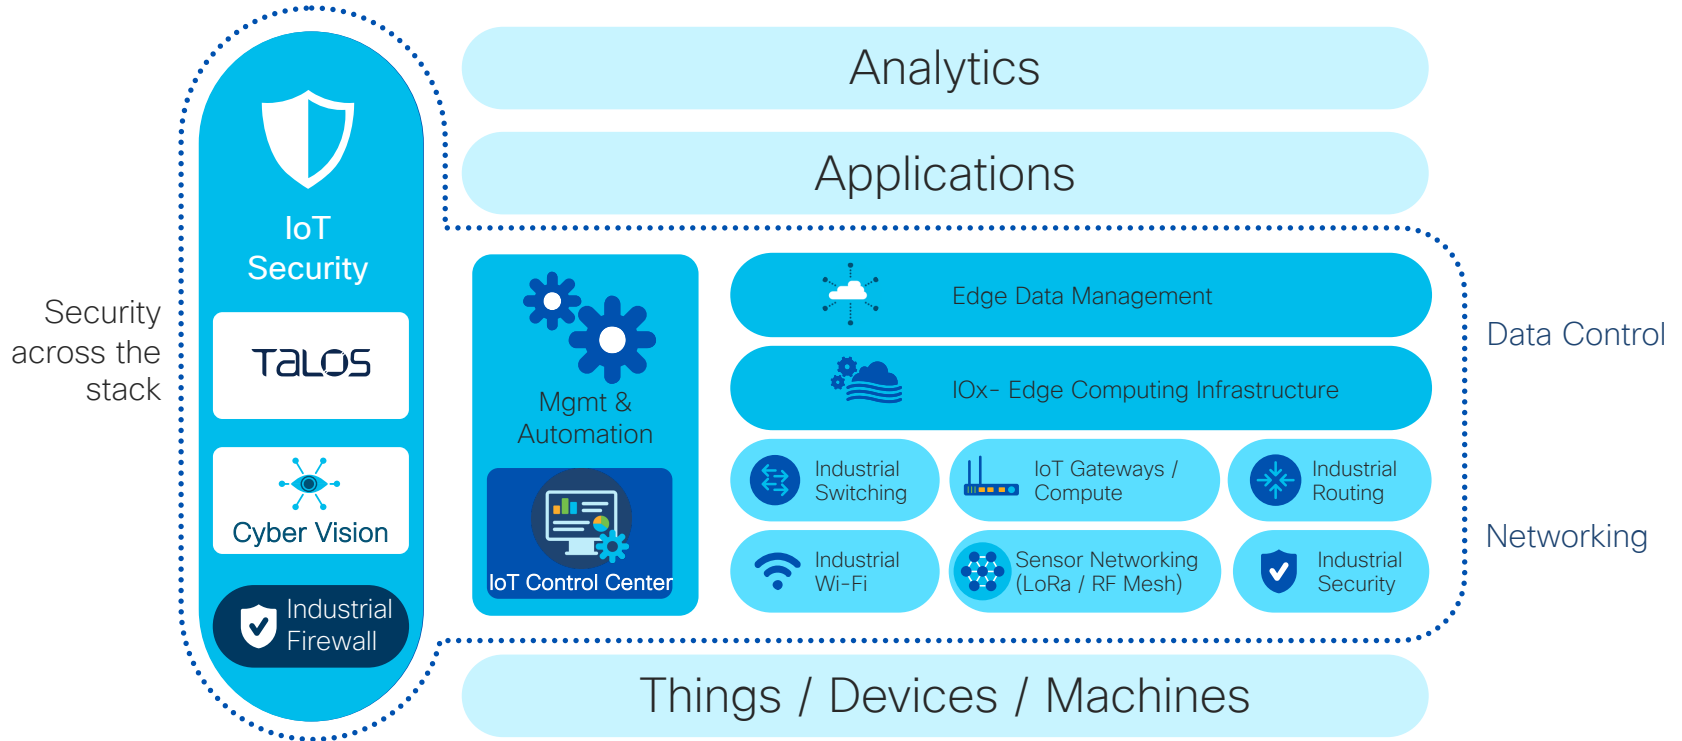 Analytics
Applications
IoT
Security
Security
across the
stack
TALOS
Cyber Vision
Industrial
Firewall
Mgmt &
Automation
IoT Control Center
Edge Data Management
IOx- Edge Computing Infrastructure
Data Control
Industrial
Switching
IoT Gateways /
Compute
Industrial
Routing
Industrial
Wi-Fi
Sensor Networking
(LoRa / RF Mesh)
Industrial
Security
Networking
Things / Devices / Machines